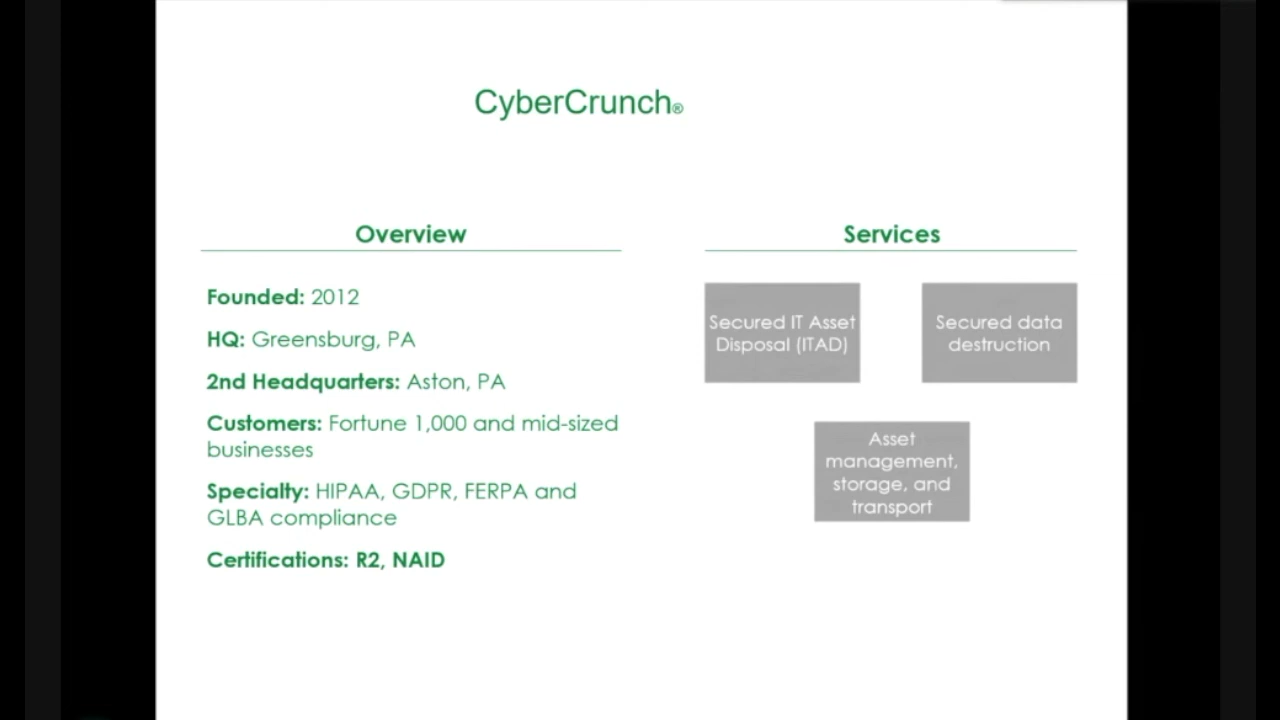 CyberCrunch®
Overview
Founded: 2012
HQ: Greensburg, PA
2nd Headquarters: Aston, PA
Customers: Fortune 1,000 and mid-sized
businesses
Specialty: HIPAA, GDPR, FERPA and
GLBA compliance
Certifications: R2, NAID
Services
Secured IT Asset
Disposal (ITAD)
Secured data
destruction
Asset
management,
storage, and
transport